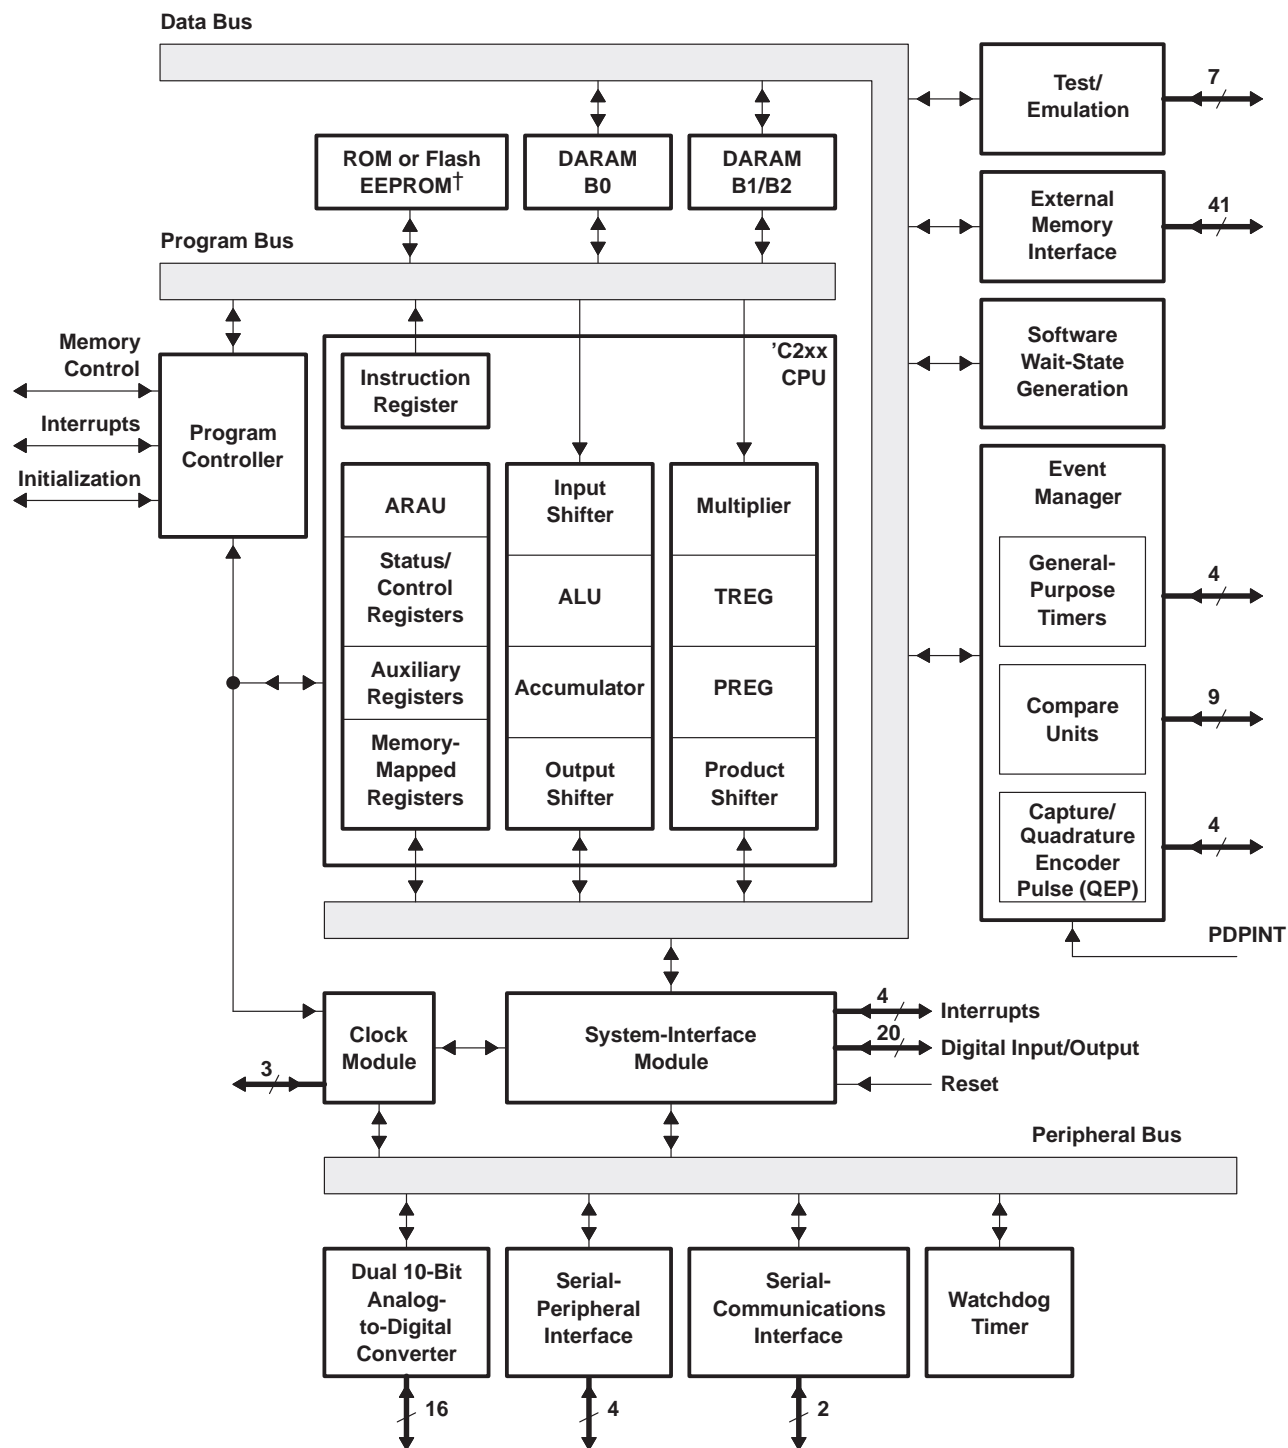 Data Bus
Test/
Emulation
7
ROM or Flash
EEPROM†
DARAM
B0
DARAM
B1/B2
External
Memory
Interface
41
Program Bus
Software
Wait-State
Generation
Memory
Control
Interrupts
Initialization
Program
Controller
'C2xx
CPU
Instruction
Register
ARAU
Status/
Control
Registers
Auxiliary
Registers
Memory-
Mapped
Registers
Input
Shifter
ALU
Accumulator
Output
Shifter
Multiplier
TREG
PREG
Product
Shifter
Event
Manager
General-
Purpose
Timers
4
Compare
Units
9
Capture/
Quadrature
Encoder
Pulse (QEP)
4
PDPINT
Clock
Module
3
System-Interface
Module
4
Interrupts
20
Digital Input/Output
Reset
Peripheral Bus
Dual 10-Bit
Analog-
to-Digital
Converter
16
Serial-
Peripheral
Interface
4
Serial-
Communications
Interface
2
Watchdog
Timer